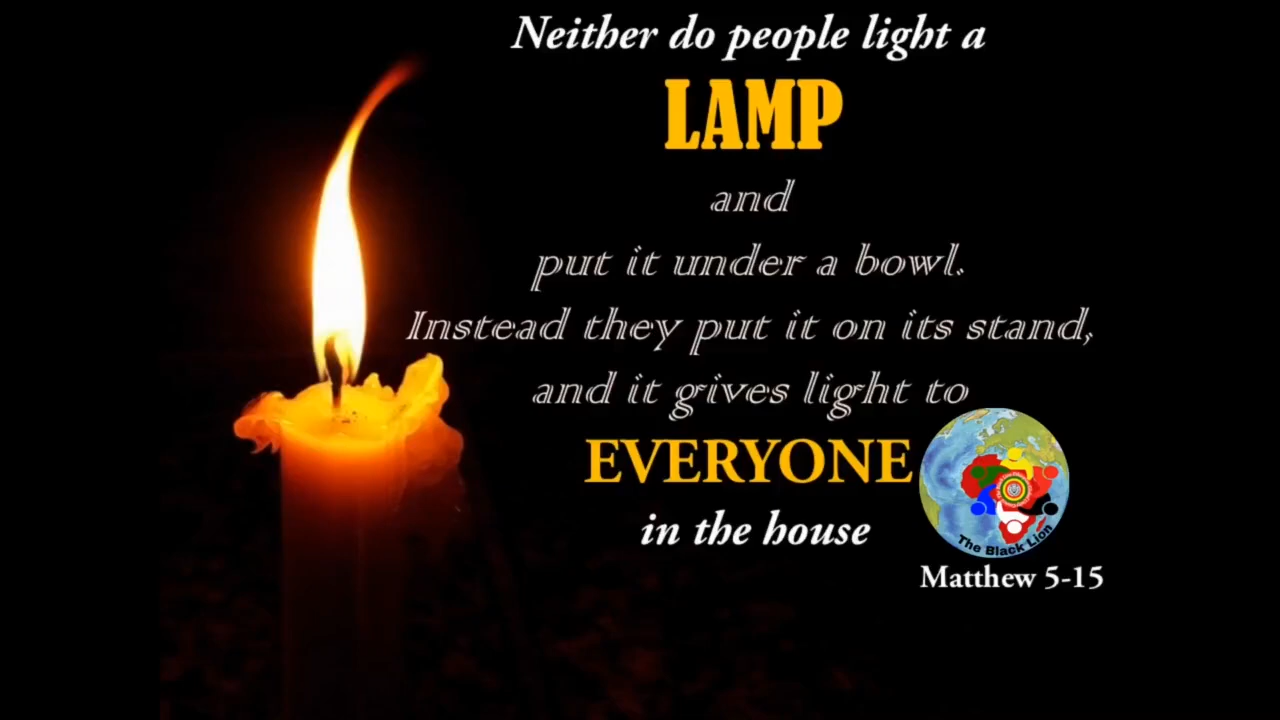 Neither do people light a
LAMP
and
put it under a bowl.
Instead they put it on its stand,
and it gives light to
EVERYONE
in the house
The Black Lion
Matthew 5-15